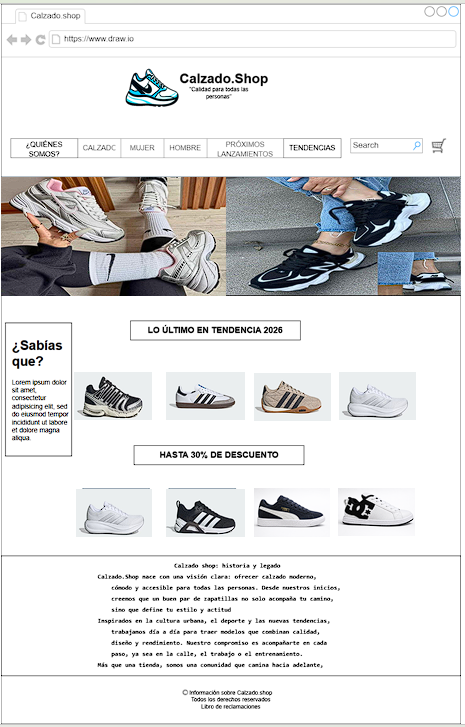 Calzado.shop
https://www.draw.io
Calzado.Shop
"Calidad para todas las
personas"
¿QUIÉNES
SOMOS?
CALZADO
MUJER
HOMBRE
PRÓXIMOS
LANZAMIENTOS
TENDENCIAS
Search
LO ÚLTIMO EN TENDENCIA 2026
¿Sabías
que?
Lorem ipsum dolor
sit amet,
consectetur
adipisicing elit, sed
do eiusmod tempor
incididunt ut labore
et dolore magna
aliqua.
HASTA 30% DE DESCUENTO
Calzado shop: historia y legado
Calzado.Shop nace con una visión clara: ofrecer calzado moderno,
cómodo y accesible para todas las personas. Desde nuestros inicios,
creemos que un buen par de zapatillas no solo acompaña tu camino,
sino que define tu estilo y actitud
Inspirados en la cultura urbana, el deporte y las nuevas tendencias,
trabajamos día a día para traer modelos que combinan calidad,
diseño y rendimiento. Nuestro compromiso es acompañarte en cada
paso, ya sea en la calle, el trabajo o el entrenamiento.
Más que una tienda, somos una comunidad que camina hacia adelante,
© Información sobre Calzado.shop
Todos los derechos reservados
Libro de reclamaciones